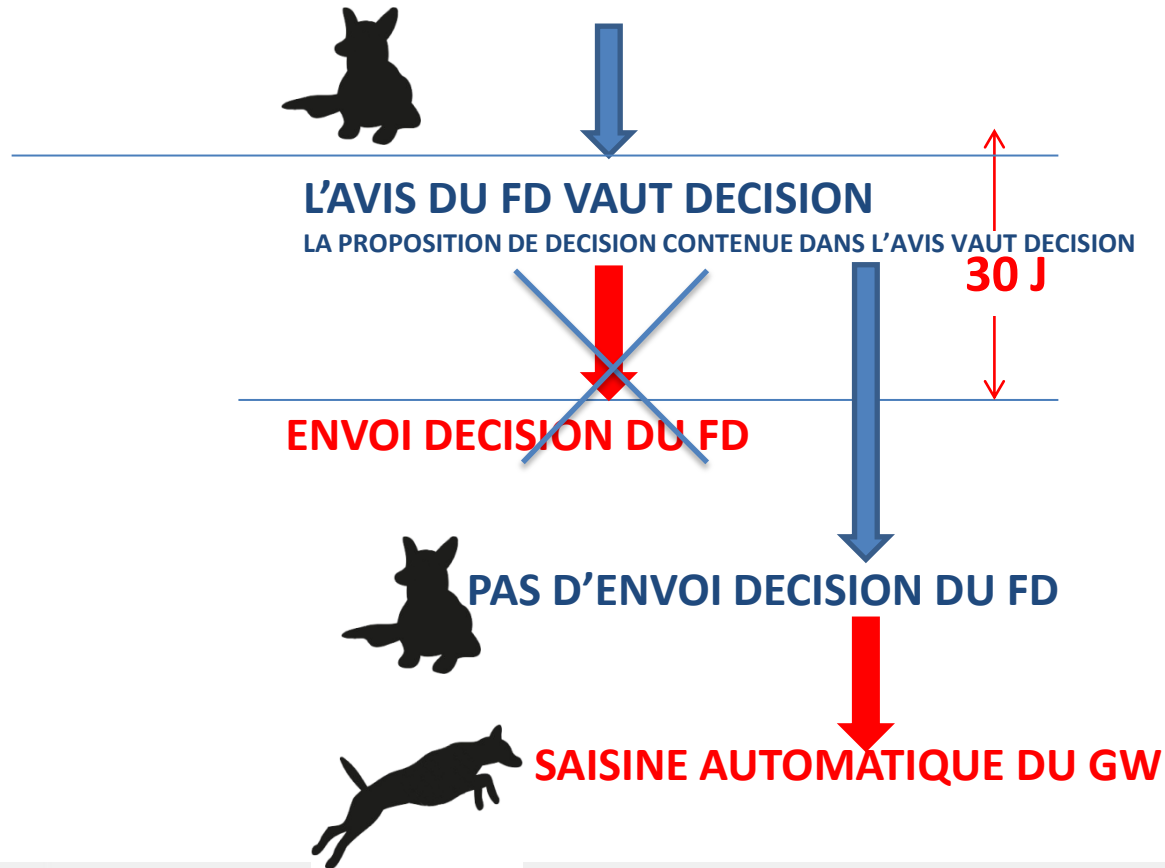 L’AVIS DU FD VAUT DECISION
LA PROPOSITION DE DECISION CONTENUE DANS L’AVIS VAUT DECISION
30 J
ENVOI DECISION DU FD
PAS D’ENVOI DECISION DU FD
SAISINE AUTOMATIQUE DU GW